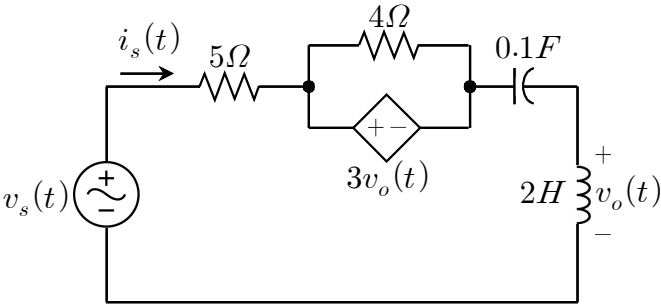 4Ω
i_s(t)
5Ω
0.1F
+ −
3v_o(t)
+
v_s(t)
+
−
2H
v_o(t)
−